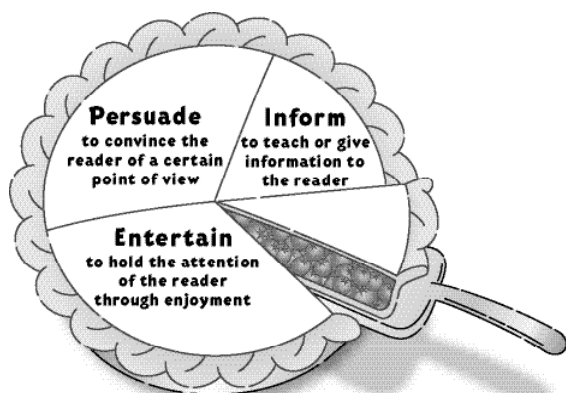 Persuade
to convince the
reader of a certain
point of view
Inform
to teach or give
information to
the reader
Entertain
to hold the attention
of the reader
through enjoyment